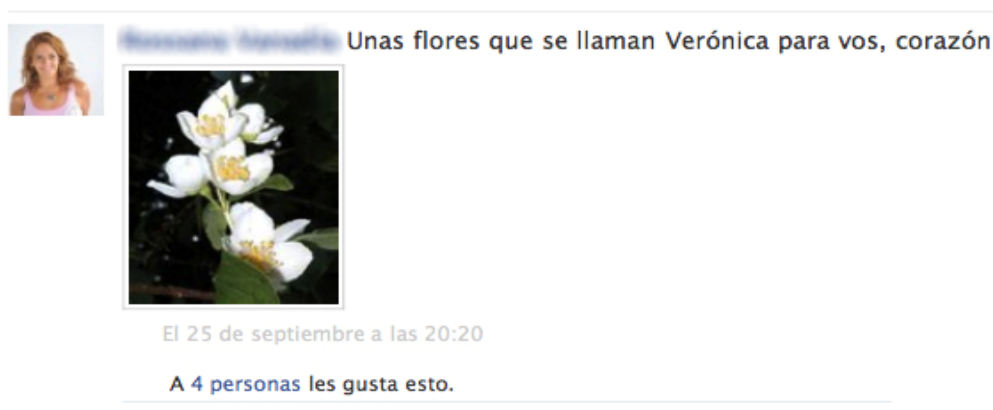 Unas flores que se llaman Verónica para vos, corazón
El 25 de septiembre a las 20:20
A 4 personas les gusta esto.